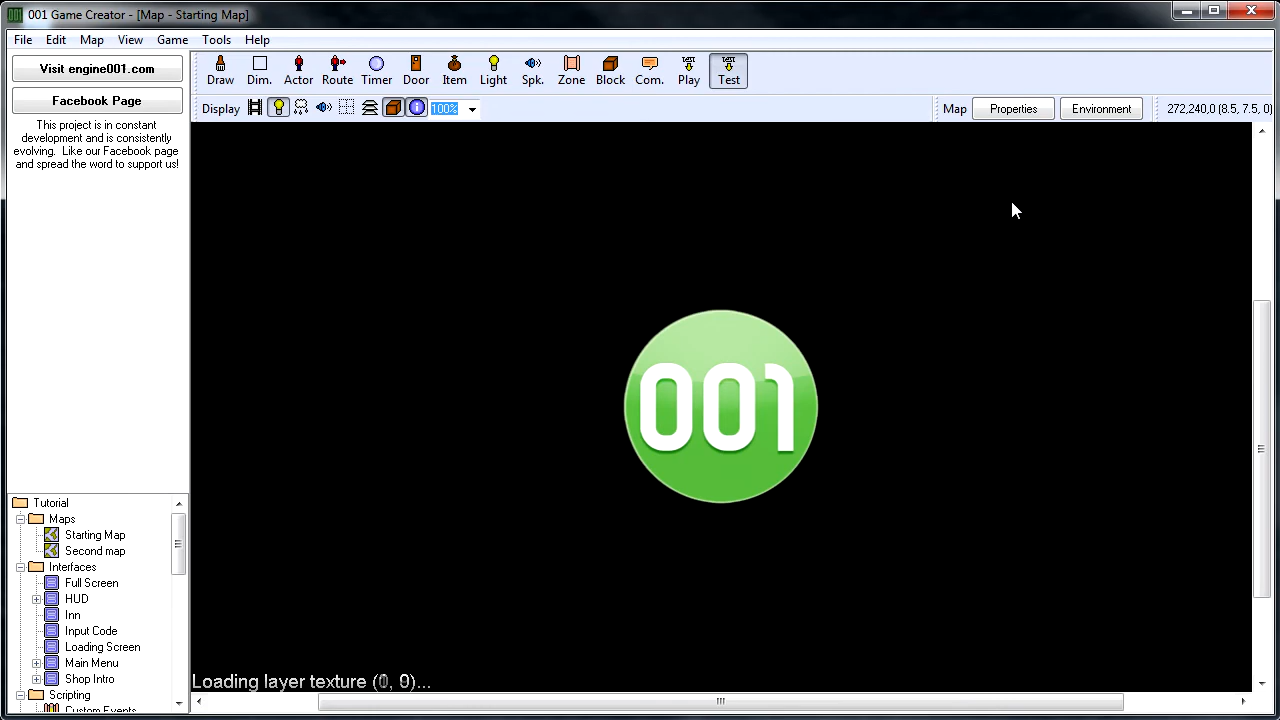 001 Game Creator - [Map - Starting Map]
File Edit Map View Game Tools Help
Visit engine001.com
Facebook Page
This project is in constant
development and is consistently
evolving. Like our Facebook page
and spread the word to support us!
Draw Dim. Actor Route Timer Door Item Light Spk. Zone Block Com. Play Test
Display 100% Map Properties Environment 272,240,0 (8.5, 7.5, 0)
001
Tutorial
Maps
Starting Map
Second map
Interfaces
Full Screen
HUD
Inn
Input Code
Loading Screen
Main Menu
Shop Intro
Scripting
Custom Events
Loading layer texture